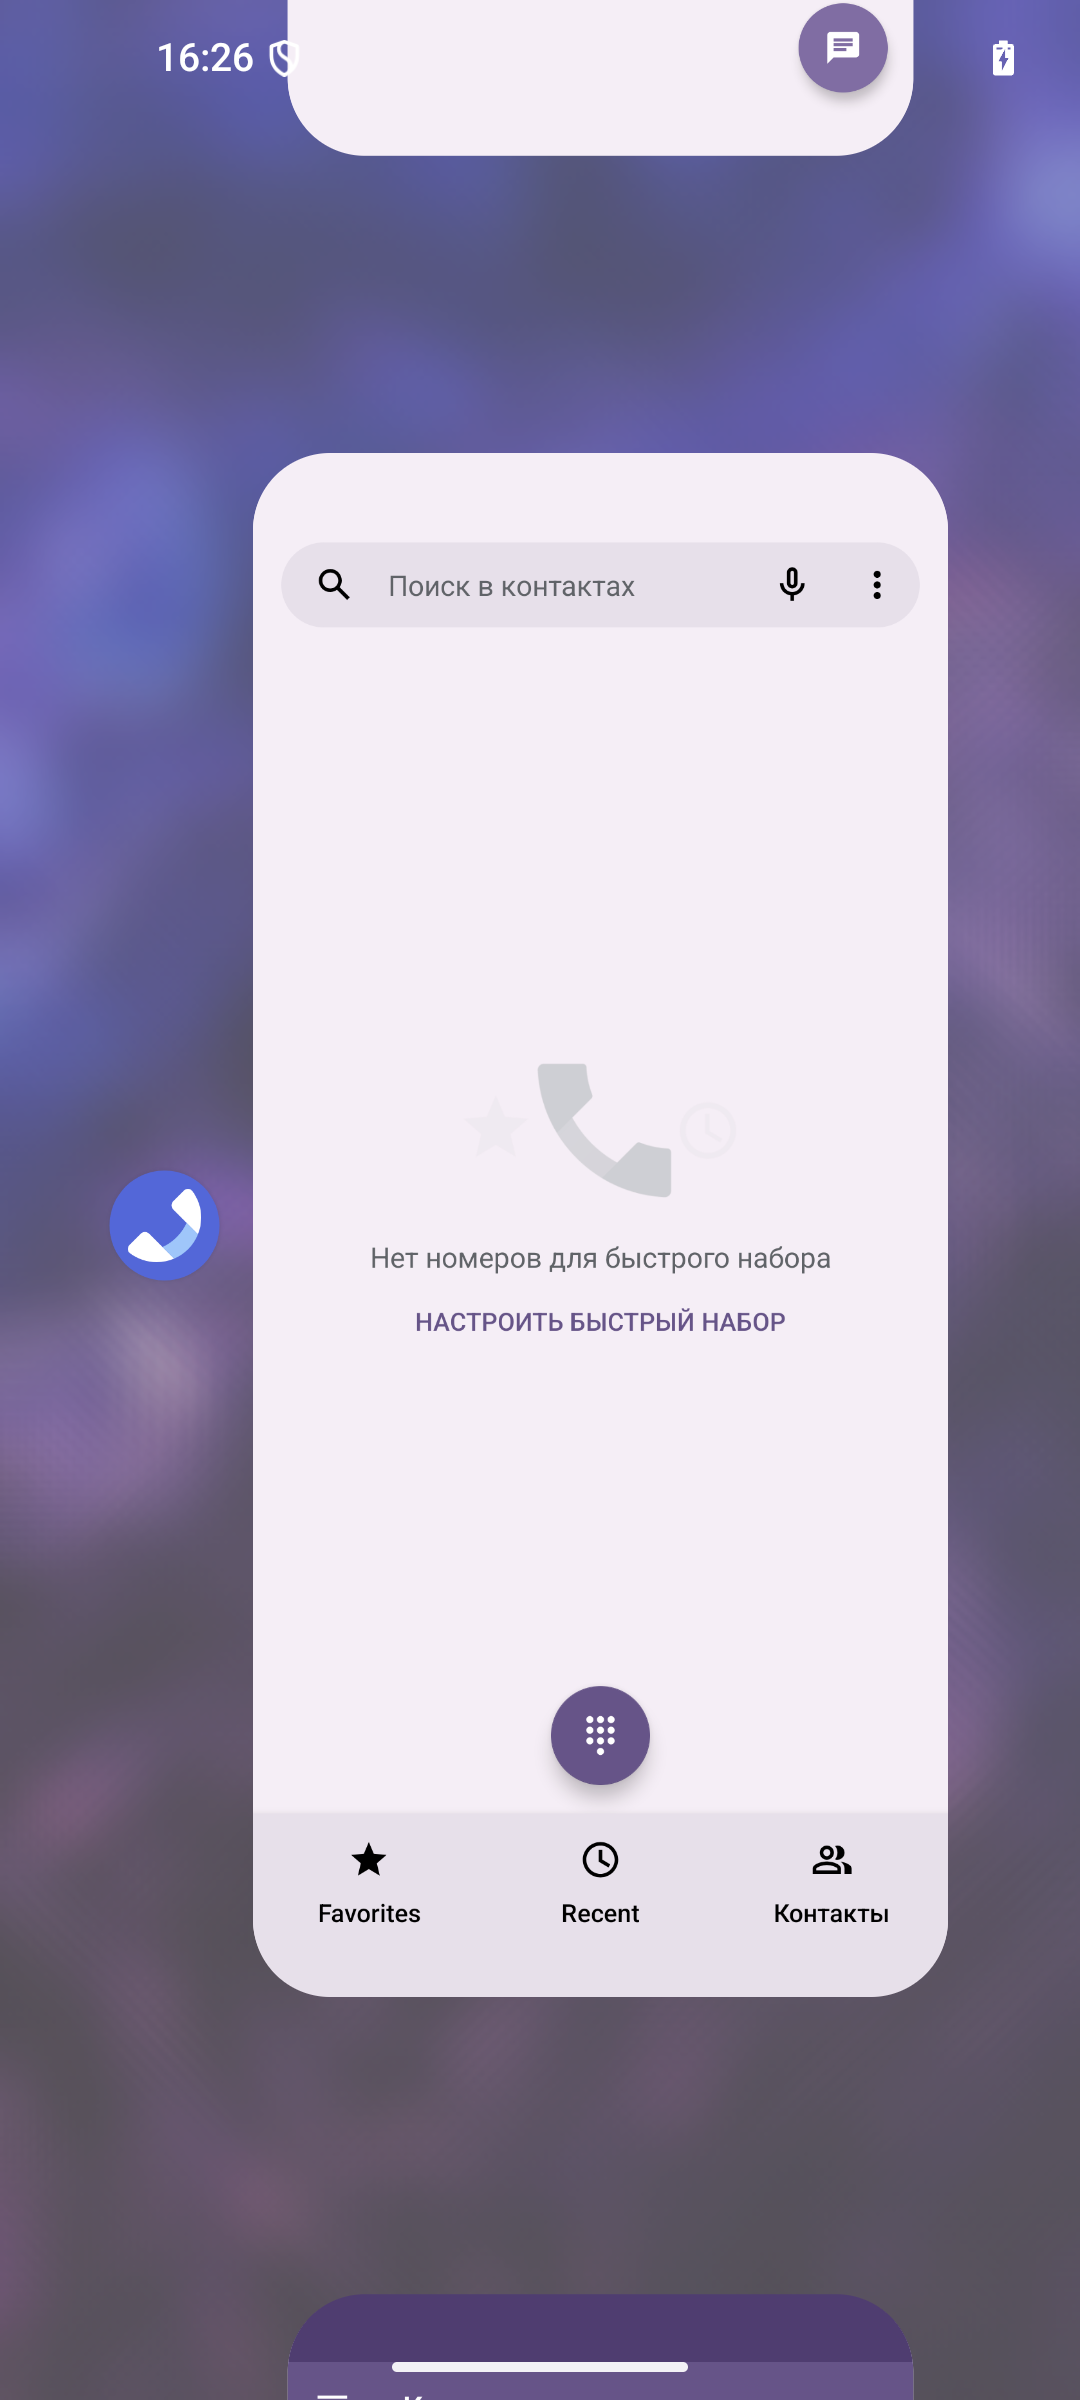 16:26
Поиск в контактах
Нет номеров для быстрого набора
НАСТРОИТЬ БЫСТРЫЙ НАБОР
Favorites
Recent
Контакты